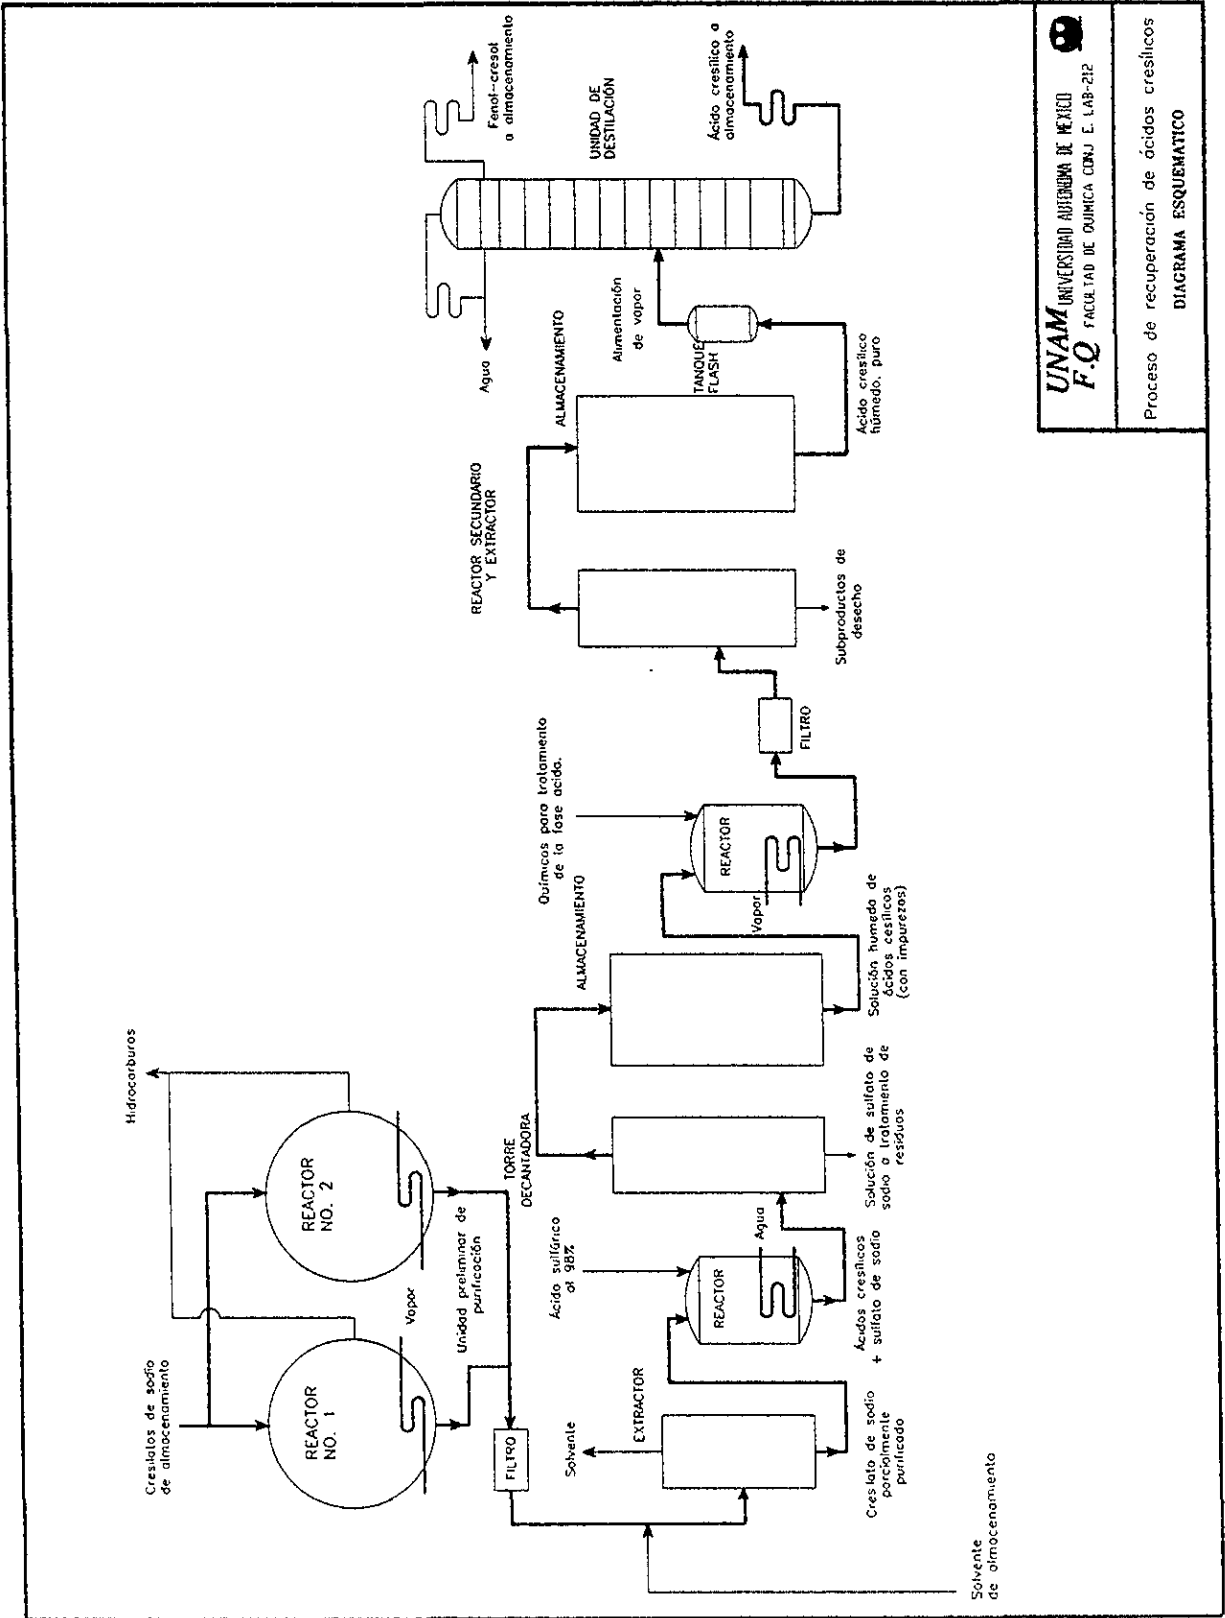 Hidrocarburos
Cresilatos de sodio
de almacenamiento
REACTOR
NO. 1
REACTOR
NO. 2
Vapor
Unidad preliminar de
purificación
FILTRO
Solvente
de almacenamiento
Solvente
EXTRACTOR
Cresilato de sodio
parcialmente
purificado
Ácido sulfúrico
al 98%
REACTOR
Agua
Ácidos cresílicos
+ sulfato de sodio
TORRE
DECANTADORA
Solución de sulfato de
sodio a tratamiento de
residuos
ALMACENAMIENTO
Solución humeda de
ácidos cesílicos
(con impurezas)
Químicos para tratamiento
de la fase acida.
REACTOR
Vapor
FILTRO
REACTOR SECUNDARIO
Y EXTRACTOR
Subproductos de
desecho
ALMACENAMIENTO
Ácido cresílico
húmedo, puro
TANQUE
FLASH
Alimentación
de vapor
Agua
UNIDAD DE
DESTILACIÓN
Fenol-cresol
a almacenamiento
Ácido cresílico a
almacenamiento
UNAM UNIVERSIDAD AUTONOMA DE MEXICO
F.Q FACULTAD DE QUIMICA CONJ E. LAB-212
Proceso de recuperación de ácidos cresílicos
DIAGRAMA ESQUEMATICO